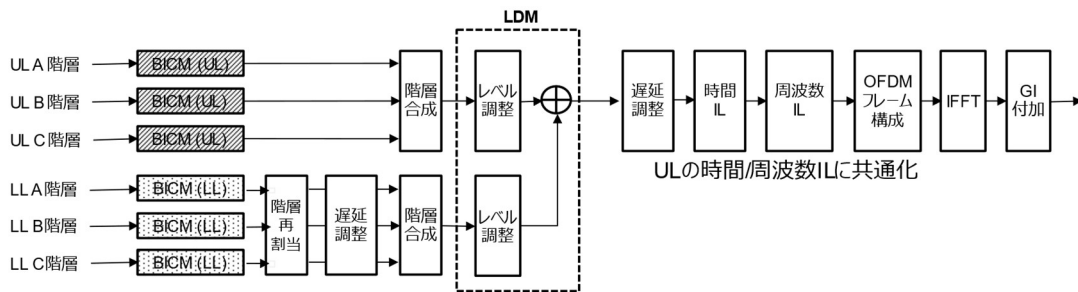 LDM
UL A 階層
BICM (UL)
UL B 階層
BICM (UL)
UL C 階層
BICM (UL)
階層
合成
レベル
調整
遅延
調整
時間
IL
周波数
IL
OFDM
フレーム
構成
IFFT
GI
付加
ULの時間/周波数ILに共通化
LL A 階層
BICM (LL)
LL B 階層
BICM (LL)
LL C 階層
BICM (LL)
階層
再
割当
遅延
調整
階層
合成
レベル
調整